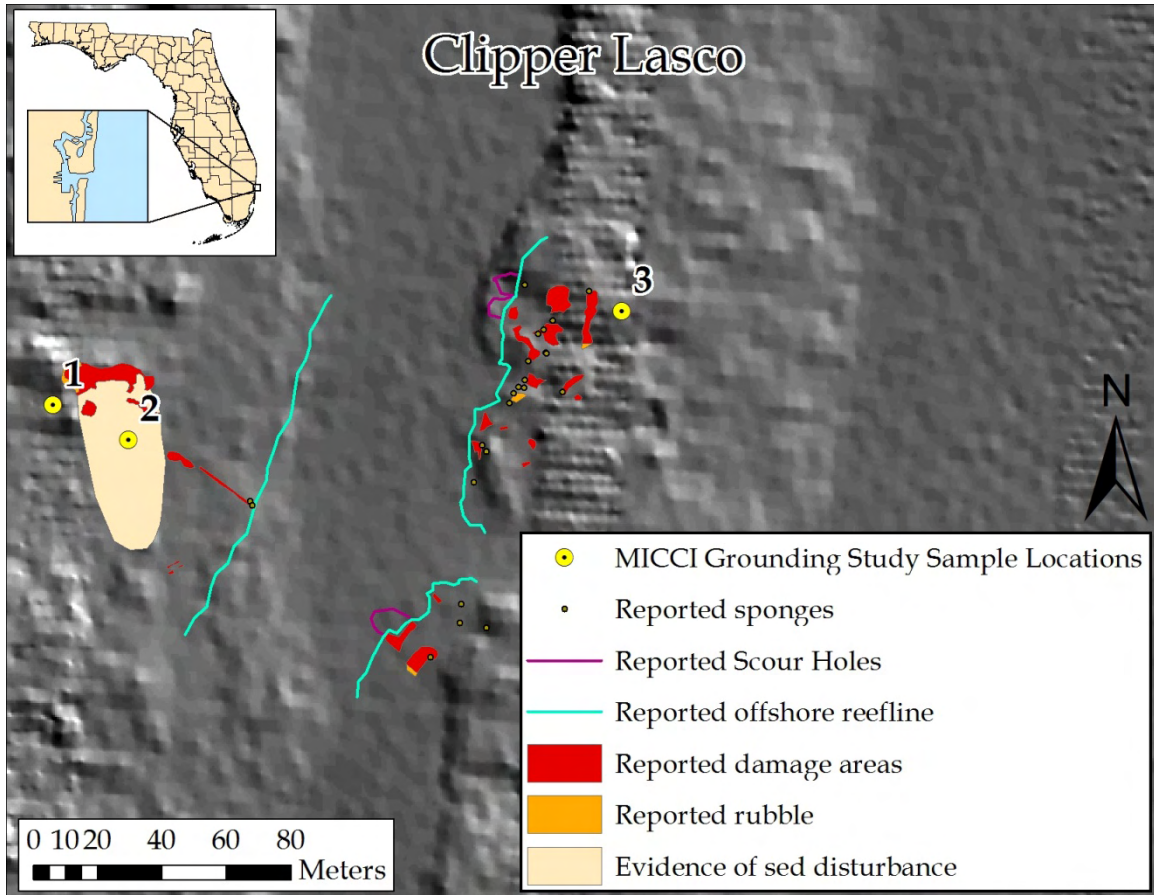 Clipper Lasco
3
1
2
N
MICCI Grounding Study Sample Locations
Reported sponges
Reported Scour Holes
Reported offshore reefline
Reported damage areas
Reported rubble
Evidence of sed disturbance
0 10 20 40 60 80
Meters